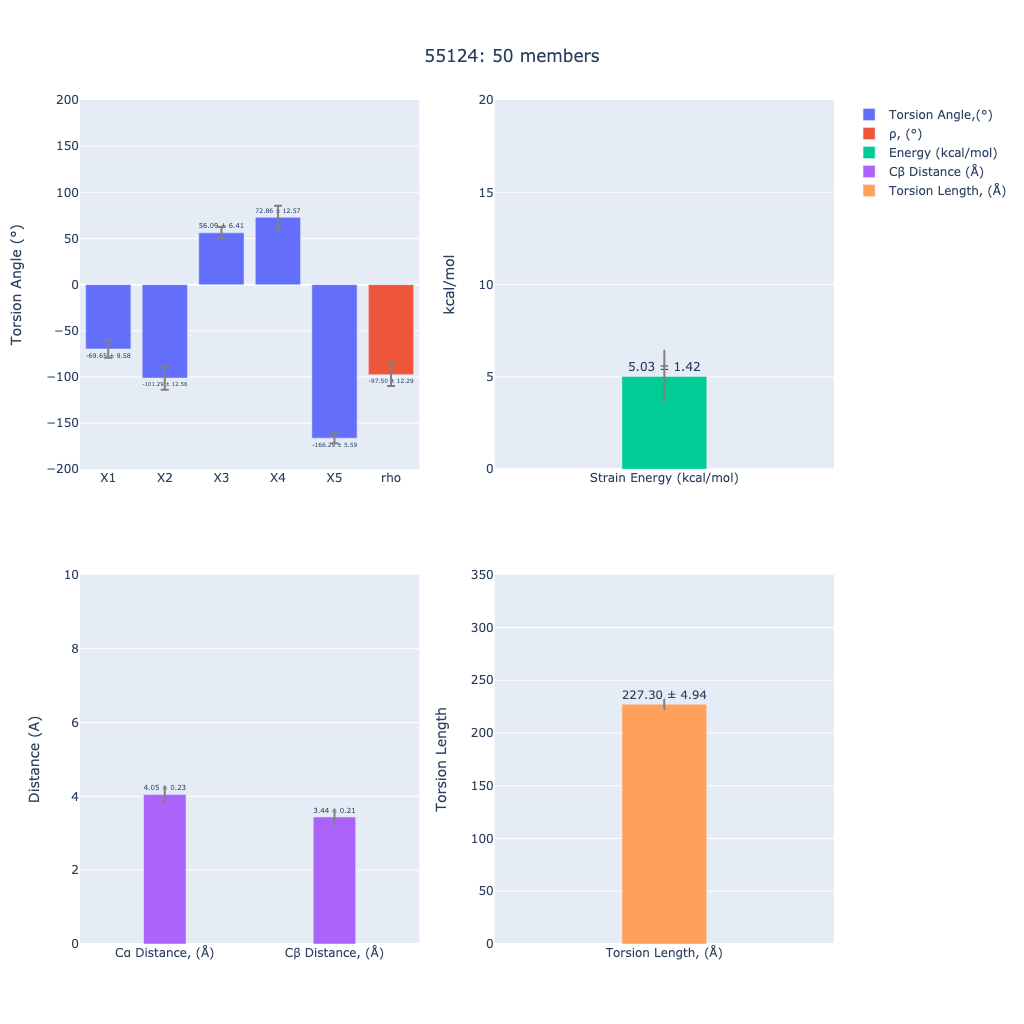 55124: 50 members
Torsion Angle (°)
200
150
100
50
0
−50
−100
−150
−200
-69.65 ± 9.58
-101.29 ± 12.56
56.09 ± 6.41
72.86 ± 12.57
-166.29 ± 5.59
-97.50 ± 12.29
X1 X2 X3 X4 X5 rho
kcal/mol
20
15
10
5
0
5.03 ± 1.42
Strain Energy (kcal/mol)
Torsion Angle,(°)
ρ, (°)
Energy (kcal/mol)
Cβ Distance (Å)
Torsion Length, (Å)
Distance (A)
10
8
6
4
2
0
4.05 ± 0.23
3.44 ± 0.21
Cα Distance, (Å) Cβ Distance, (Å)
Torsion Length
350
300
250
200
150
100
50
0
227.30 ± 4.94
Torsion Length, (Å)